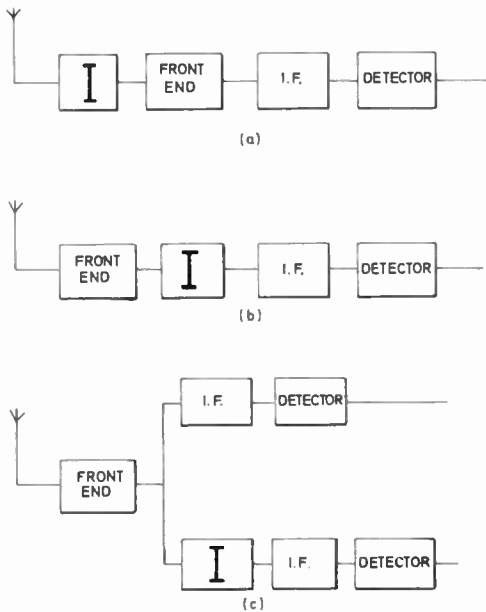 I
FRONT
END
I.F.
DETECTOR
(a)
FRONT
END
I
I.F.
DETECTOR
(b)
I.F.
DETECTOR
FRONT
END
I
I.F.
DETECTOR
(c)